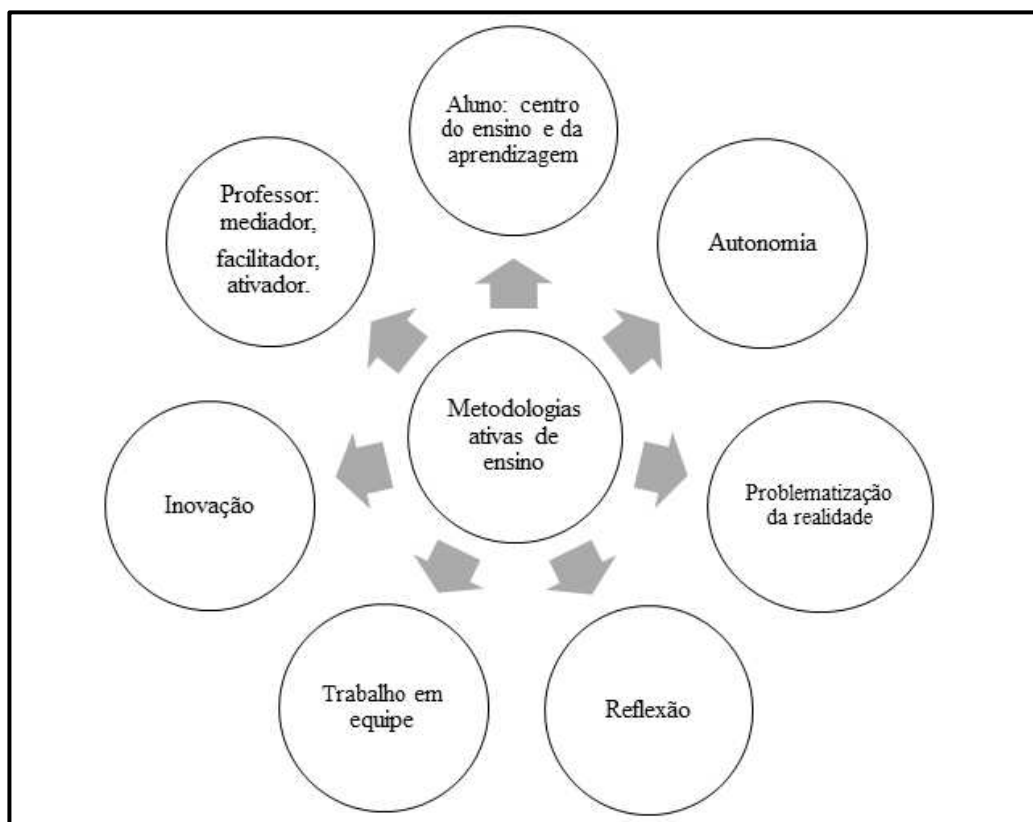 Aluno: centro
do ensino e da
aprendizagem
Professor:
mediador,
facilitador,
ativador.
Autonomia
Metodologias
ativas de
ensino
Inovação
Problematização
da realidade
Trabalho em
equipe
Reflexão